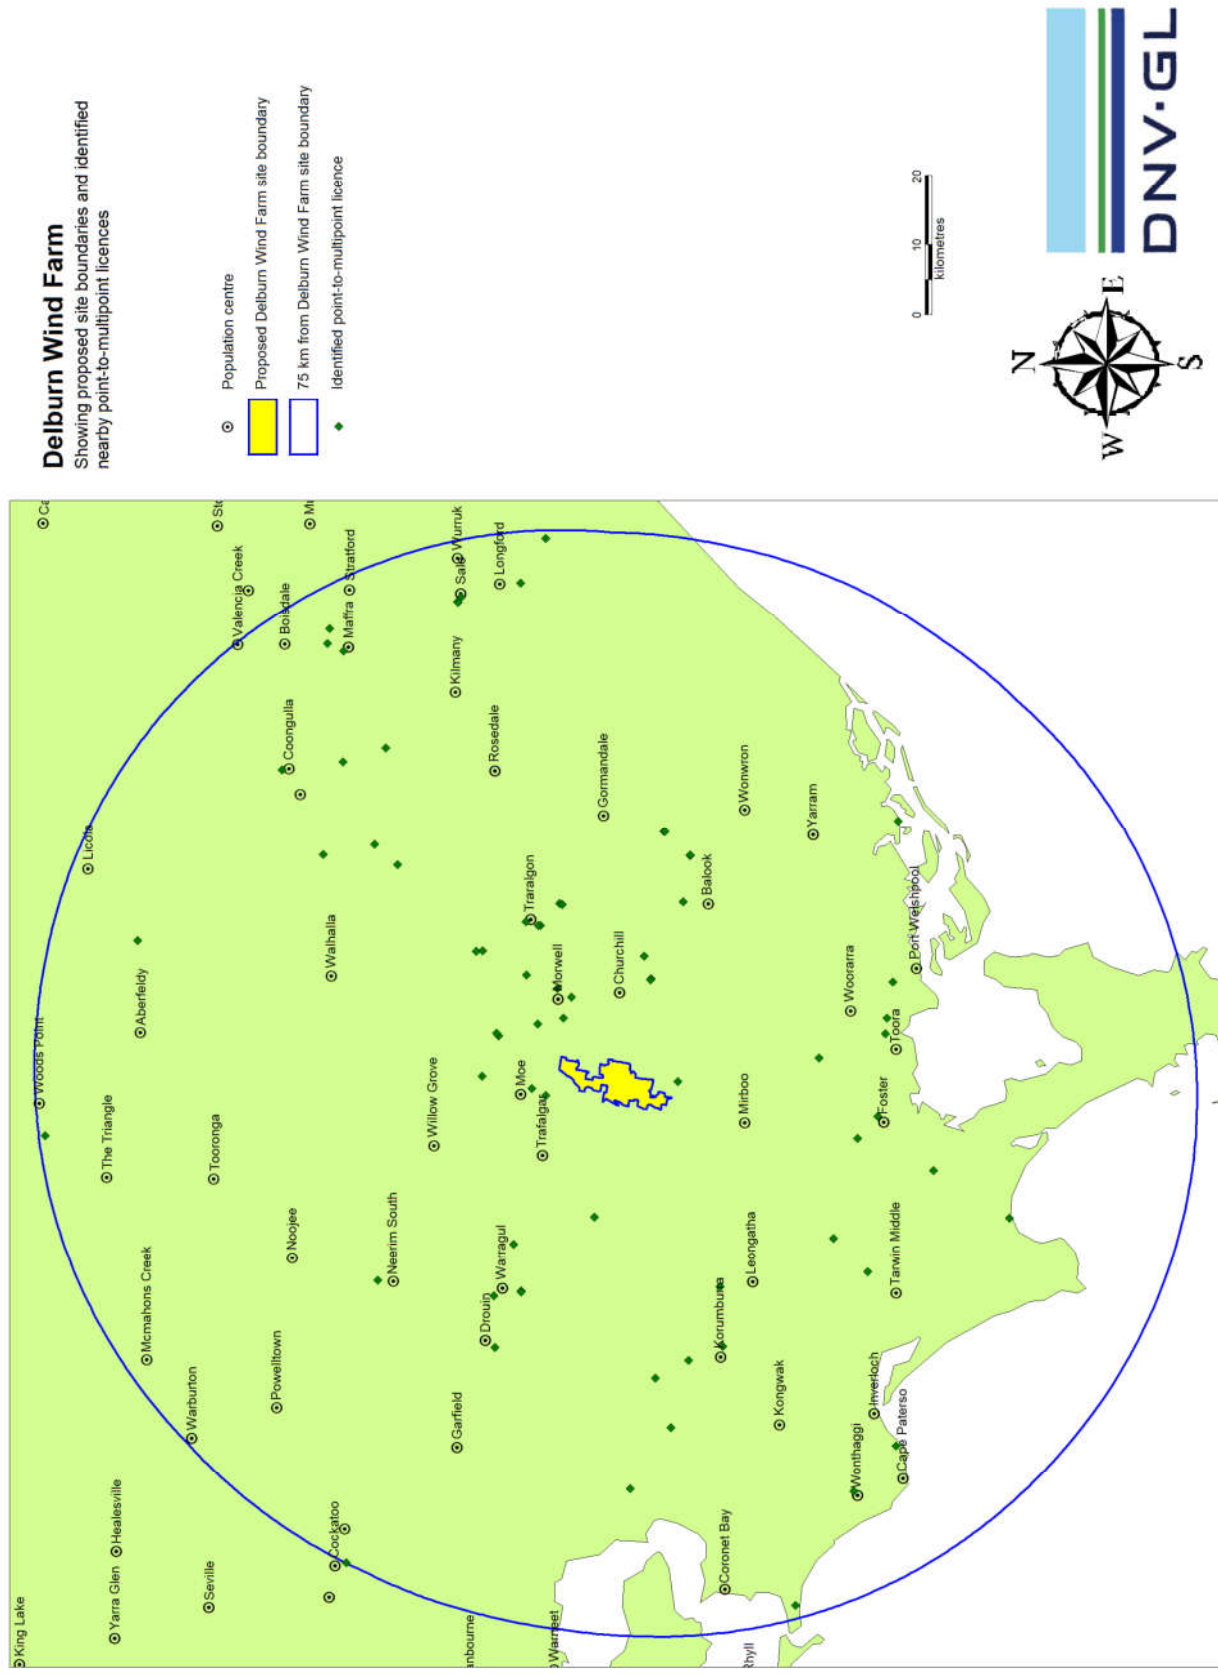 Delburn Wind Farm
Showing proposed site boundaries and identified
nearby point-to-multipoint licences
Population centre
Proposed Delburn Wind Farm site boundary
75 km from Delburn Wind Farm site boundary
Identified point-to-multipoint licence
King Lake
Yarra Glen
Healesville
Seville
Warburton
Mcmahons Creek
The Triangle
Woods Point
Aberfeldy
Licola
Tooronga
Noojee
Powelltown
Cockatoo
Neerim South
Willow Grove
Walhalla
Coongulla
Valencia Creek
Boisdale
Maffra
Stratford
Ca
Sto
Kilmany
Sale
Wurruk
Longford
Rosedale
Garfield
Drouin
Warragul
Trafalgar
Moe
Morwell
Traralgon
Churchill
Gormandale
anbourne
Warneet
Rhyll
Coronet Bay
Korumburra
Leongatha
Mirboo
Balook
Wonwron
Kongwak
Yarram
Wonthaggi
Inverloch
Cape Paterso
Tarwin Middle
Foster
Toora
Woorarra
Port Welshpool
0
10
20
kilometres
N
W
E
S
DNV·GL